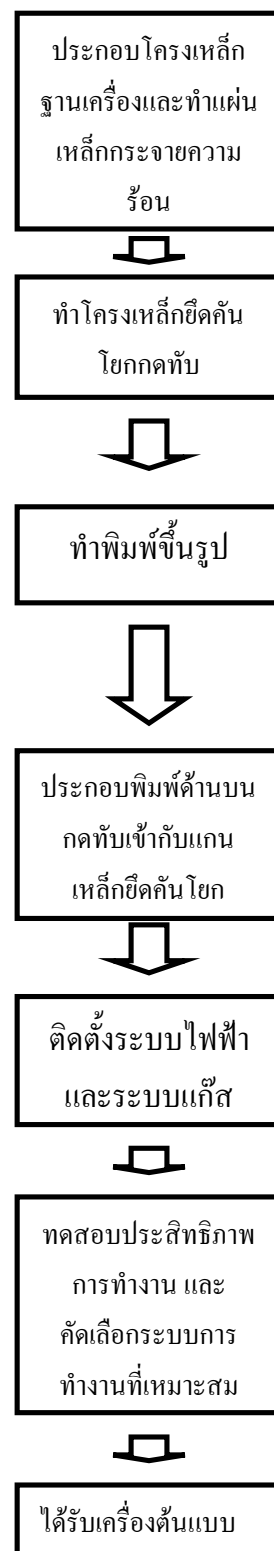 ประกอบโครงเหล็ก
ฐานเครื่องและทำแผ่น
เหล็กกระจายความ
ร้อน
ทำโครงเหล็กยึดคัน
โยกกดทับ
ทำพิมพ์ขึ้นรูป
ประกอบพิมพ์ด้านบน
กดทับเข้ากับแกน
เหล็กยึดคันโยก
ติดตั้งระบบไฟฟ้า
และระบบแก๊ส
ทดสอบประสิทธิภาพ
การทำงาน และ
คัดเลือกระบบการ
ทำงานที่เหมาะสม
ได้รับเครื่องต้นแบบ